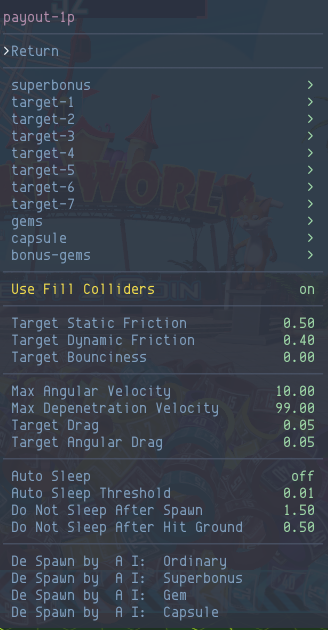 payout-1p
>Return
superbonus >
target-1 >
target-2 >
target-3 >
target-4 >
target-5 >
target-6 >
target-7 >
gems >
capsule >
bonus-gems >
Use Fill Colliders on
Target Static Friction 0.50
Target Dynamic Friction 0.40
Target Bounciness 0.00
Max Angular Velocity 10.00
Max Depenetration Velocity 99.00
Target Drag 0.05
Target Angular Drag 0.05
Auto Sleep off
Auto Sleep Threshold 0.01
Do Not Sleep After Spawn 1.50
Do Not Sleep After Hit Ground 0.50
De Spawn by A I: Ordinary
De Spawn by A I: Superbonus
De Spawn by A I: Gem
De Spawn by A I: Capsule
WORLD